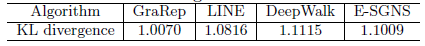 Algorithm GraRep LINE DeepWalk E-SGNS
KL divergence 1.0070 1.0816 1.1115 1.1009